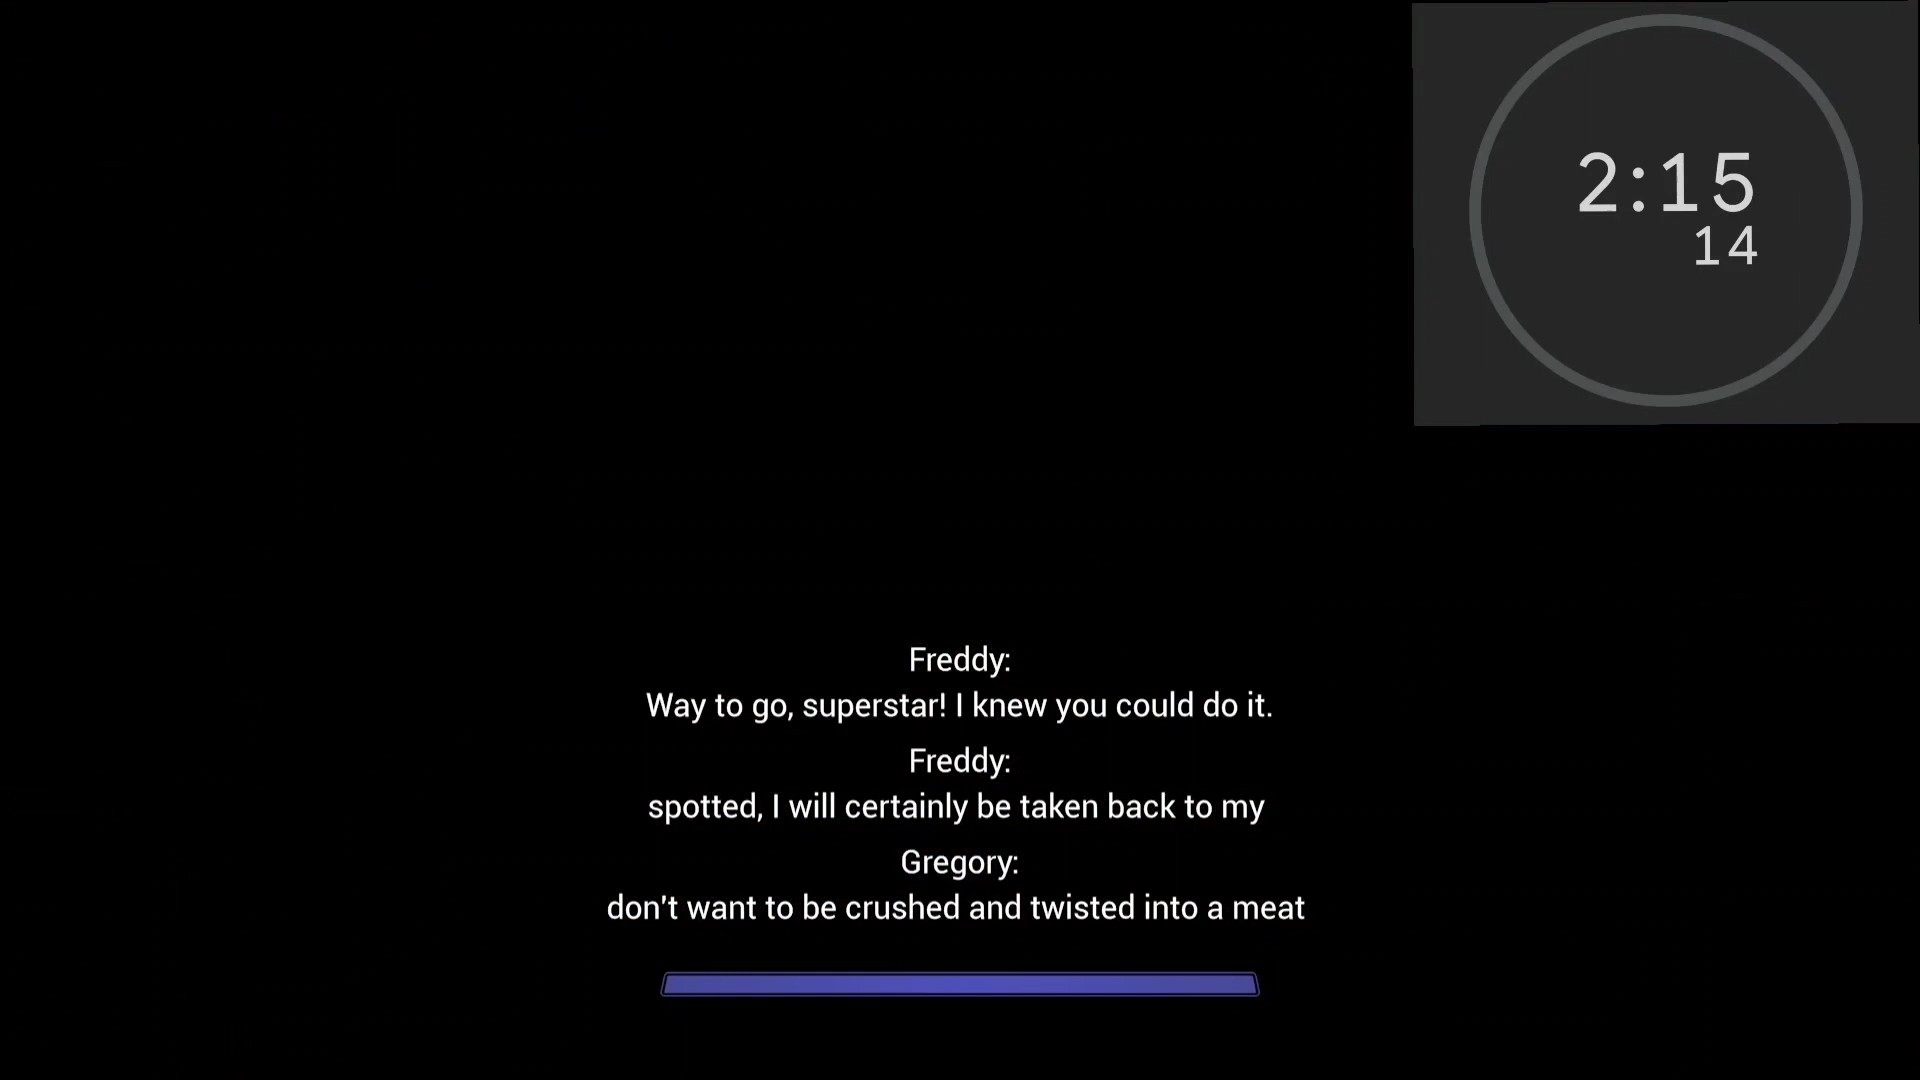 2:15
14
Freddy:
Way to go, superstar! I knew you could do it.
Freddy:
spotted, I will certainly be taken back to my
Gregory:
don't want to be crushed and twisted into a meat